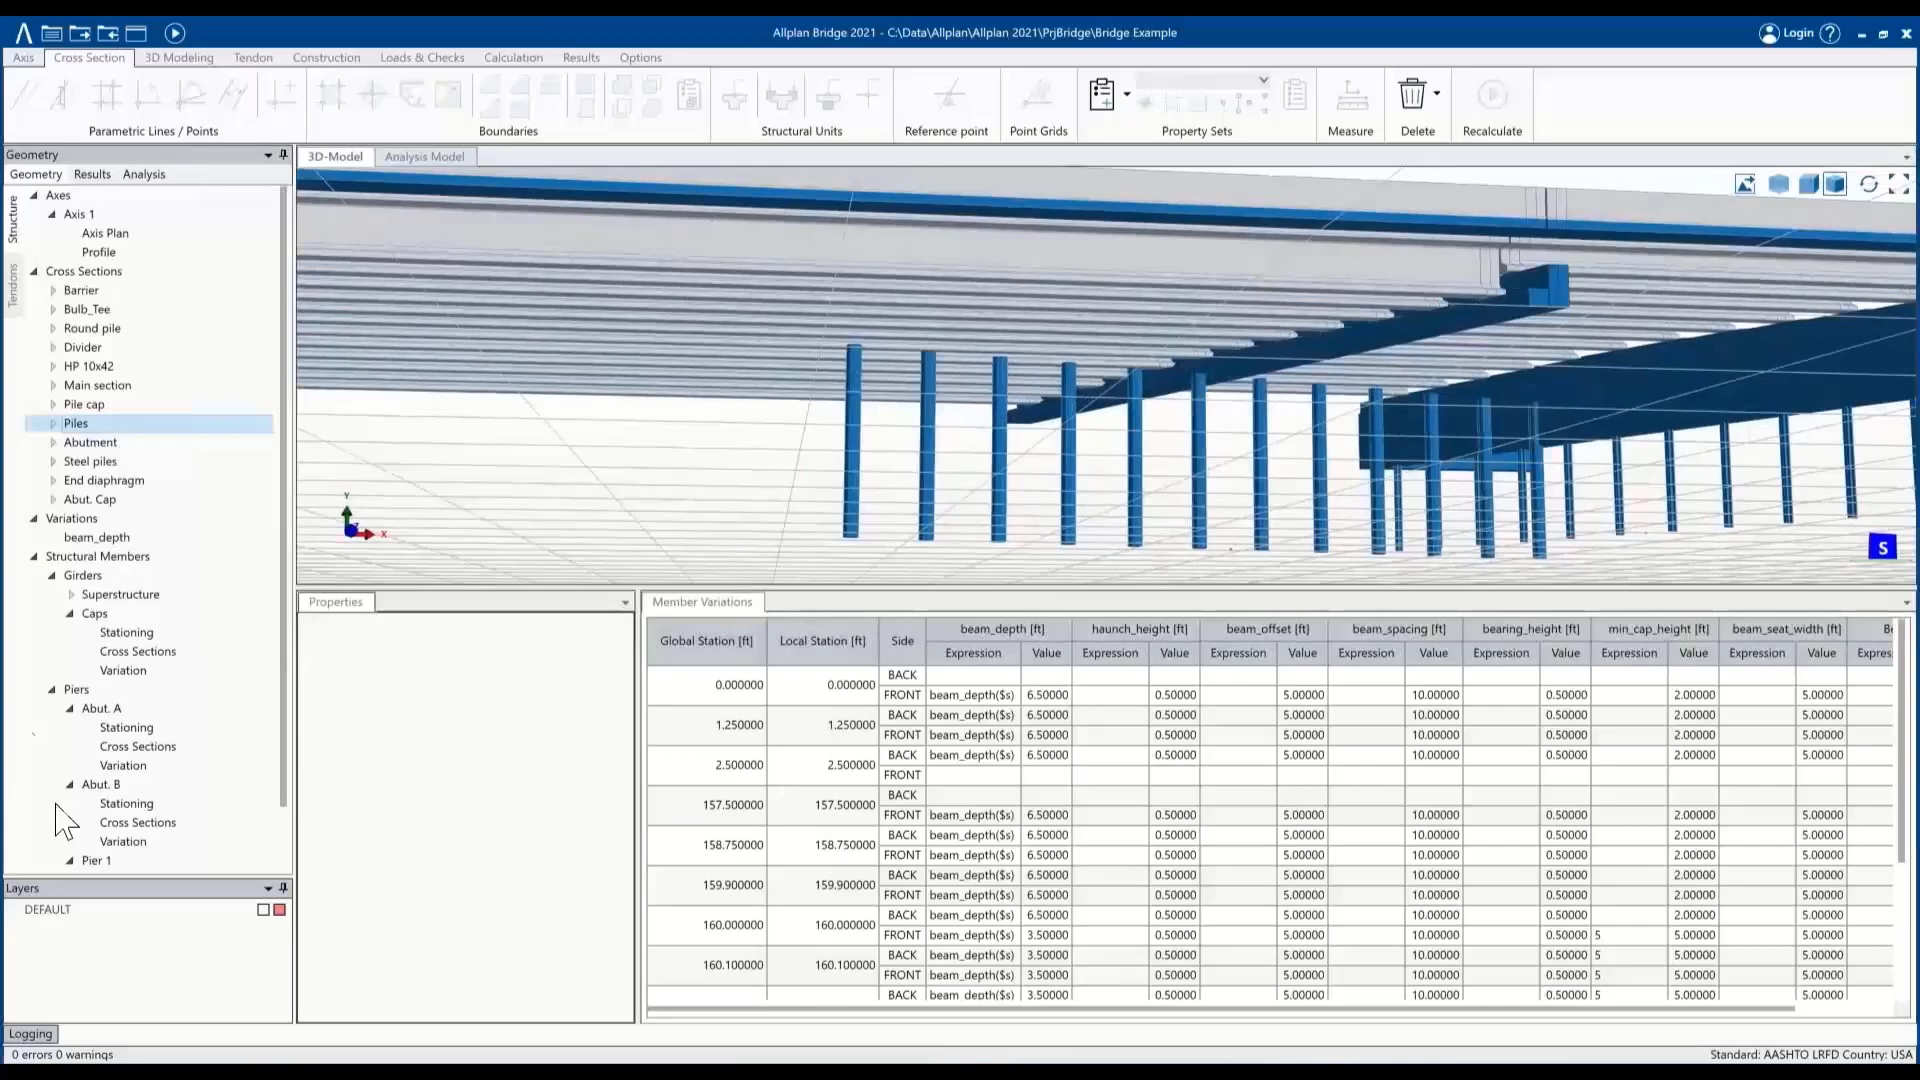 Allplan Bridge 2021 - C:\Data\Allplan\Allplan 2021\PrjBridge\Bridge Example
Login ?
Axis Cross Section 3D Modeling Tendon Construction Loads & Checks Calculation Results Options
Parametric Lines / Points Boundaries Structural Units Reference point Point Grids Property Sets Measure Delete Recalculate
Geometry
Geometry Results Analysis
Structure
Tendons
Axes
Axis 1
Axis Plan
Profile
Cross Sections
Barrier
Bulb_Tee
Round pile
Divider
HP 10x42
Main section
Pile cap
Piles
Abutment
Steel piles
End diaphragm
Abut. Cap
Variations
beam_depth
Structural Members
Girders
Superstructure
Caps
Stationing
Cross Sections
Variation
Piers
Abut. A
Stationing
Cross Sections
Variation
Abut. B
Stationing
Cross Sections
Variation
Pier 1
Layers
DEFAULT
3D-Model Analysis Model
Y
X
S
Properties
Member Variations
Global Station [ft] Local Station [ft] Side beam_depth [ft] haunch_height [ft] beam_offset [ft] beam_spacing [ft] bearing_height [ft] min_cap_height [ft] beam_seat_width [ft]
Expression Value Expression Value Expression Value Expression Value Expression Value Expression Value Expression Value Expres
0.000000 0.000000 BACK
FRONT beam_depth($s) 6.50000 0.50000 5.00000 10.00000 0.50000 2.00000 5.00000
1.250000 1.250000 BACK beam_depth($s) 6.50000 0.50000 5.00000 10.00000 0.50000 2.00000 5.00000
FRONT beam_depth($s) 6.50000 0.50000 5.00000 10.00000 0.50000 2.00000 5.00000
2.500000 2.500000 BACK beam_depth($s) 6.50000 0.50000 5.00000 10.00000 0.50000 2.00000 5.00000
FRONT
157.500000 157.500000 BACK
FRONT beam_depth($s) 6.50000 0.50000 5.00000 10.00000 0.50000 2.00000 5.00000
158.750000 158.750000 BACK beam_depth($s) 6.50000 0.50000 5.00000 10.00000 0.50000 2.00000 5.00000
FRONT beam_depth($s) 6.50000 0.50000 5.00000 10.00000 0.50000 2.00000 5.00000
159.900000 159.900000 BACK beam_depth($s) 6.50000 0.50000 5.00000 10.00000 0.50000 2.00000 5.00000
FRONT beam_depth($s) 6.50000 0.50000 5.00000 10.00000 0.50000 2.00000 5.00000
160.000000 160.000000 BACK beam_depth($s) 6.50000 0.50000 5.00000 10.00000 0.50000 2.00000 5.00000
FRONT beam_depth($s) 3.50000 0.50000 5.00000 10.00000 0.50000 5 5.00000 5.00000
160.100000 160.100000 BACK beam_depth($s) 3.50000 0.50000 5.00000 10.00000 0.50000 5 5.00000 5.00000
FRONT beam_depth($s) 3.50000 0.50000 5.00000 10.00000 0.50000 5 5.00000 5.00000
BACK beam_depth($s) 3.50000 0.50000 5.00000 10.00000 0.50000 5 5.00000 5.00000
Logging
0 errors 0 warnings
Standard: AASHTO LRFD Country: USA